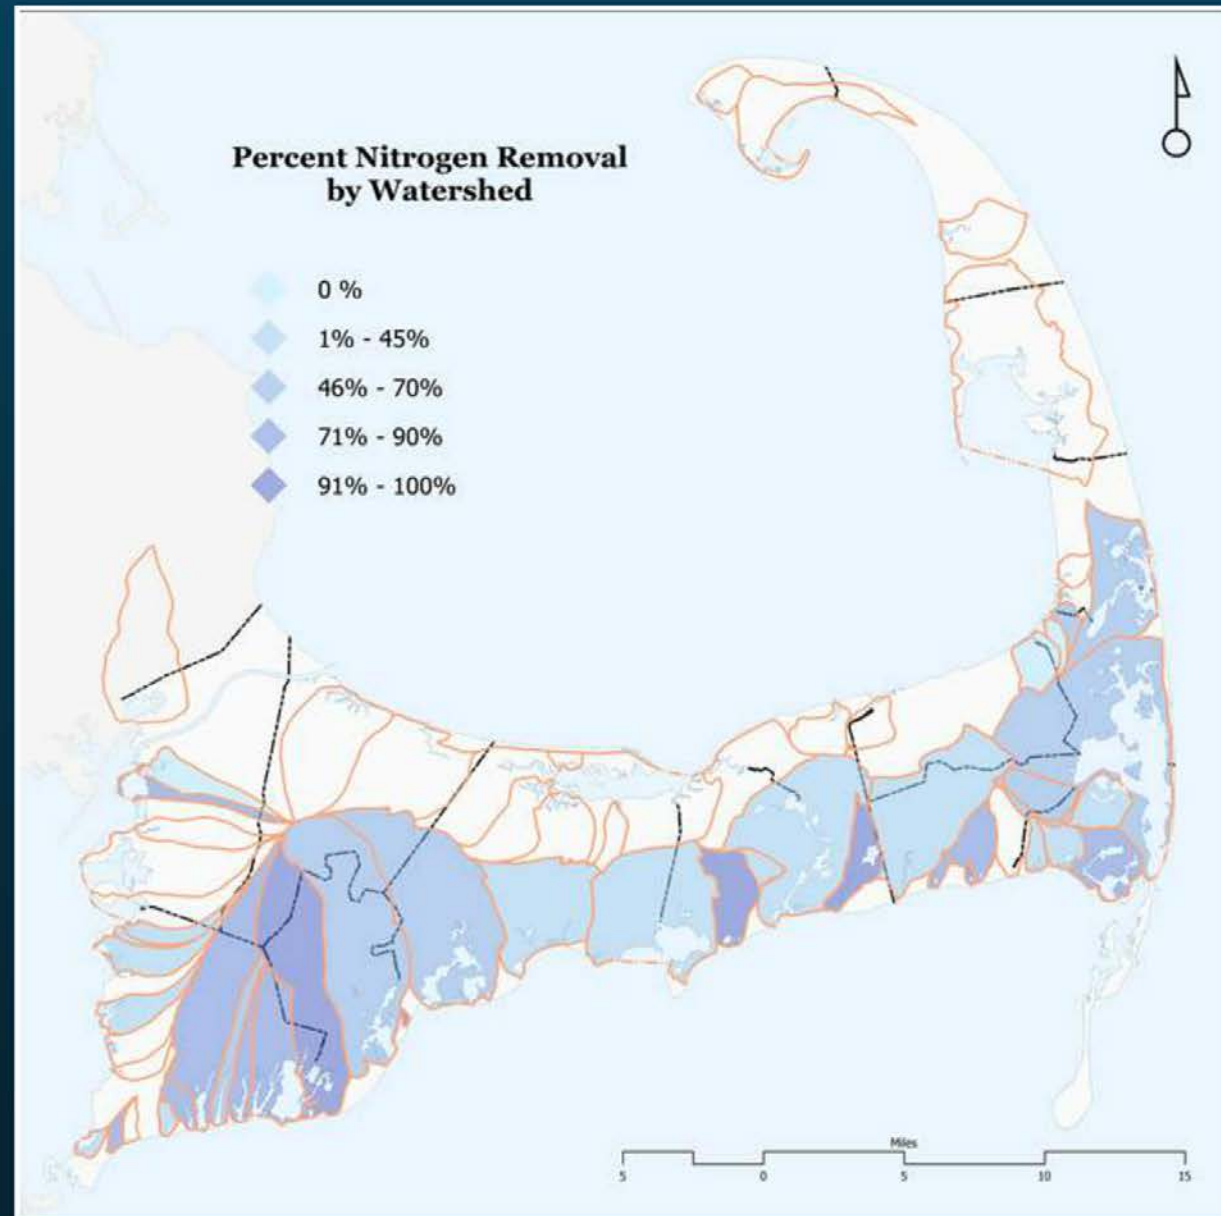 Percent Nitrogen Removal
by Watershed
0 %
1% - 45%
46% - 70%
71% - 90%
91% - 100%
Miles
5 0 5 10 15